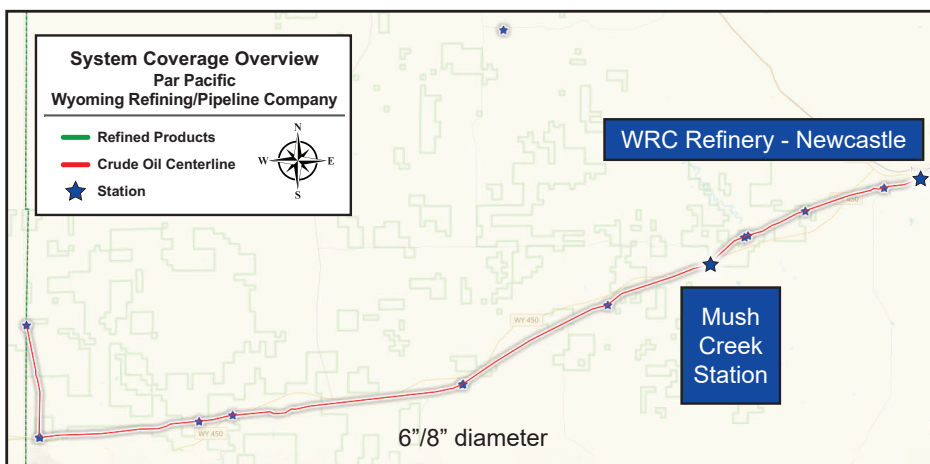 System Coverage Overview
Par Pacific
Wyoming Refining/Pipeline Company
Refined Products
Crude Oil Centerline
Station
N
W
E
S
WRC Refinery - Newcastle
450
Mush
Creek
Station
WY 450
WY 450
6”/8” diameter